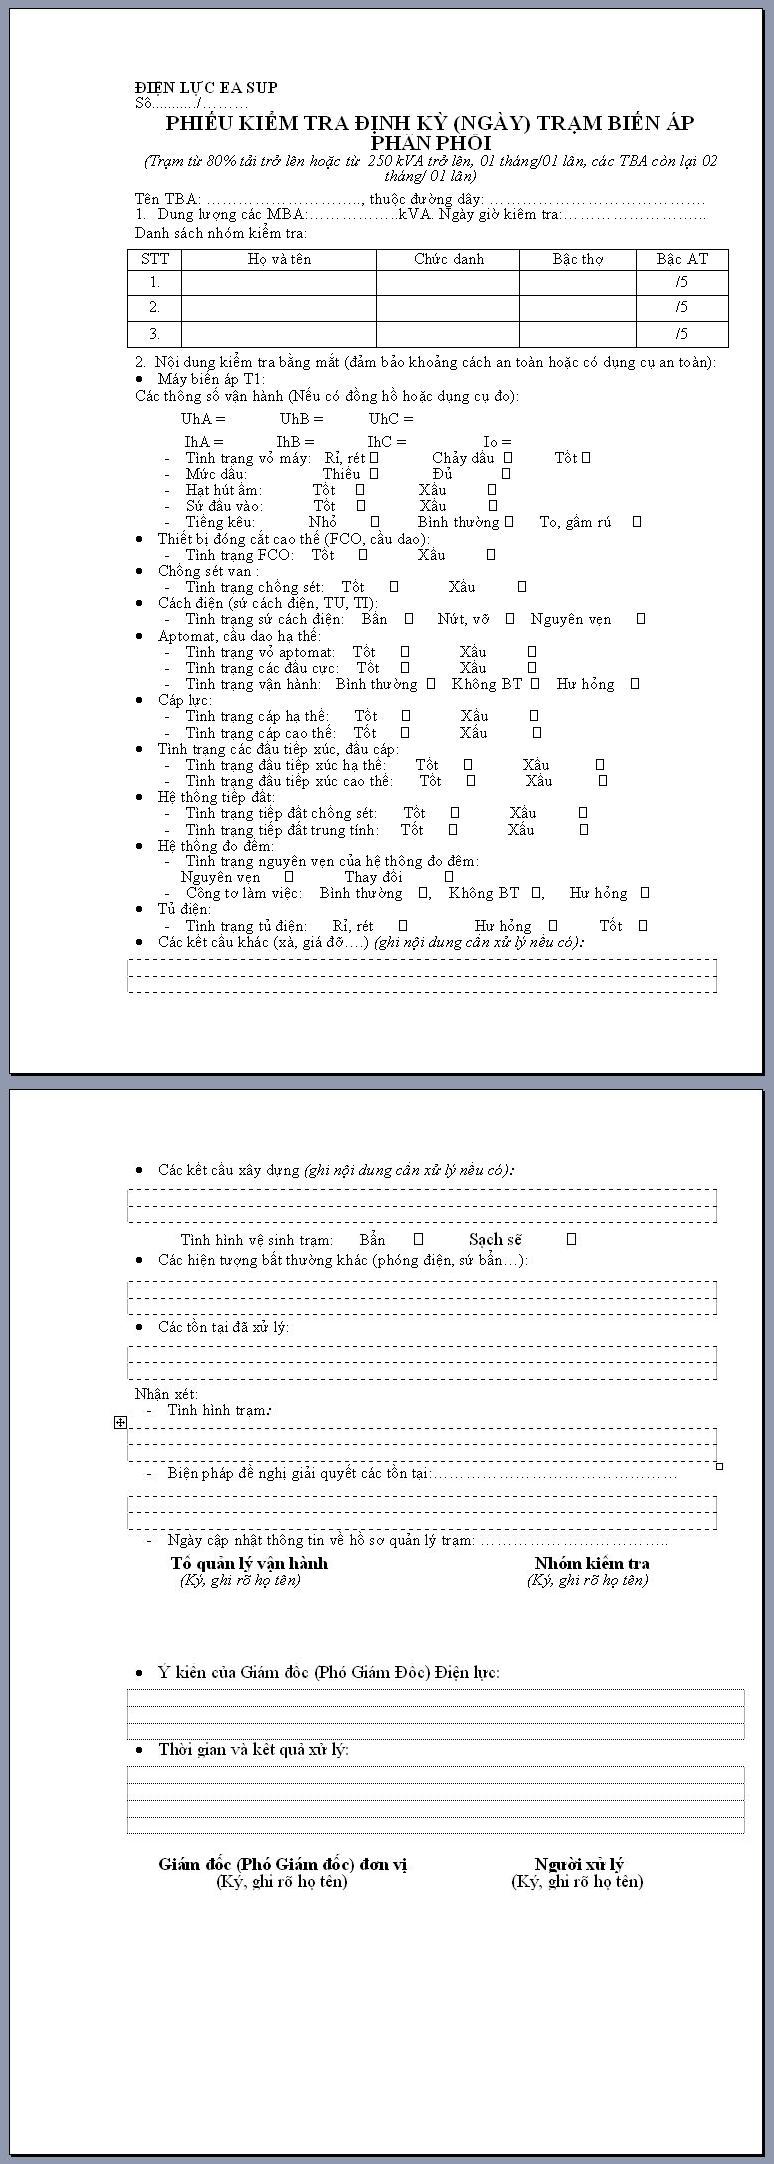 ĐIỆN LỰC EA SUP
Số.........../………
PHIẾU KIỂM TRA ĐỊNH KỲ (NGÀY) TRẠM BIẾN ÁP
PHÂN PHỐI
(Trạm từ 80% tải trở lên hoặc từ 250 kVA trở lên, 01 tháng/01 lần, các TBA còn lại 02
tháng/ 01 lần)
Tên TBA: ……………………….., thuộc đường dây: ………………………………….
1. Dung lượng các MBA:……………..kVA. Ngày giờ kiểm tra:……………………..
Danh sách nhóm kiểm tra:
STT Họ và tên Chức danh Bậc thợ Bậc AT
1. /5
2. /5
3. /5
2. Nội dung kiểm tra bằng mắt (đảm bảo khoảng cách an toàn hoặc có dụng cụ an toàn):
• Máy biến áp T1:
Các thông số vận hành (Nếu có đồng hồ hoặc dụng cụ đo):
UhA = UhB = UhC =
IhA = IhB = IhC = Io =
- Tình trạng vỏ máy: Rỉ, rét □ Chảy dầu □ Tốt □
- Mức dầu: Thiếu □ Đủ □
- Hạt hút ẩm: Tốt □ Xấu □
- Sứ đầu vào: Tốt □ Xấu □
- Tiếng kêu: Nhỏ □ Bình thường □ To, gầm rú □
• Thiết bị đóng cắt cao thế (FCO, cầu dao):
- Tình trạng FCO: Tốt □ Xấu □
• Chống sét van :
- Tình trạng chống sét: Tốt □ Xấu □
• Cách điện (sứ cách điện, TU, TI):
- Tình trạng sứ cách điện: Bẩn □ Nứt, vỡ □ Nguyên vẹn □
• Aptomat, cầu dao hạ thế:
- Tình trạng vỏ aptomat: Tốt □ Xấu □
- Tình trạng các đầu cực: Tốt □ Xấu □
- Tình trạng vận hành: Bình thường □ Không BT □ Hư hỏng □
• Cáp lực:
- Tình trạng cáp hạ thế: Tốt □ Xấu □
- Tình trạng cáp cao thế: Tốt □ Xấu □
• Tình trạng các đầu tiếp xúc, đầu cáp:
- Tình trạng đầu tiếp xúc hạ thế: Tốt □ Xấu □
- Tình trạng đầu tiếp xúc cao thế: Tốt □ Xấu □
• Hệ thống tiếp đất:
- Tình trạng tiếp đất chống sét: Tốt □ Xấu □
- Tình trạng tiếp đất trung tính: Tốt □ Xấu □
• Hệ thống đo đếm:
- Tình trạng nguyên vẹn của hệ thống đo đếm:
Nguyên vẹn □ Thay đổi □
- Công tơ làm việc: Bình thường □, Không BT □, Hư hỏng □
• Tủ điện:
- Tình trạng tủ điện: Rỉ, rét □ Hư hỏng □ Tốt □
• Các kết cấu khác (xà, giá đỡ….) (ghi nội dung cần xử lý nếu có):
• Các kết cấu xây dựng (ghi nội dung cần xử lý nếu có):
Tình hình vệ sinh trạm: Bẩn □ Sạch sẽ □
• Các hiện tượng bất thường khác (phóng điện, sứ bẩn…):
• Các tồn tại đã xử lý:
Nhận xét:
- Tình hình trạm:
- Biện pháp đề nghị giải quyết các tồn tại:………………………………………
- Ngày cập nhật thông tin về hồ sơ quản lý trạm: ……………………………..
Tổ quản lý vận hành Nhóm kiểm tra
(Ký, ghi rõ họ tên) (Ký, ghi rõ họ tên)
• Ý kiến của Giám đốc (Phó Giám Đốc) Điện lực:
• Thời gian và kết quả xử lý:
Giám đốc (Phó Giám đốc) đơn vị Người xử lý
(Ký, ghi rõ họ tên) (Ký, ghi rõ họ tên)